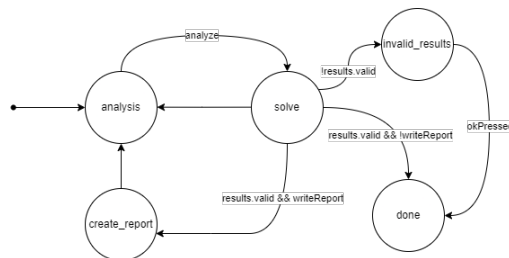 analyze
invalid_results
!results.valid
analysis
solve
okPressed
results.valid && !writeReport
results.valid && writeReport
create_report
done